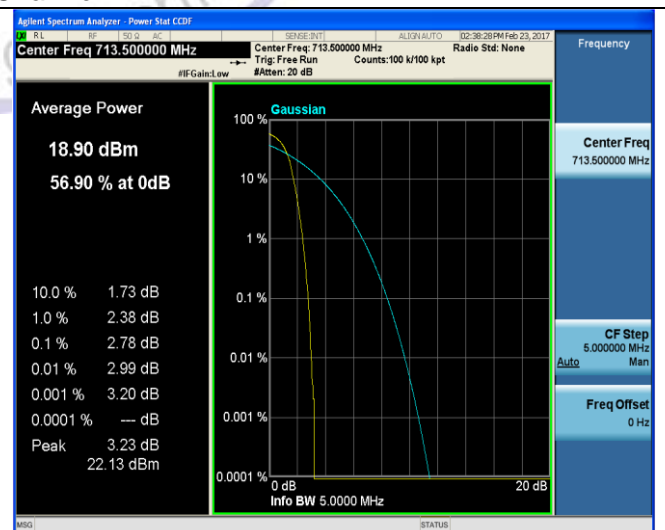 Agilent Spectrum Analyzer - Power Stat CCDF
RL RF 50 Ω AC SENSE:INT ALIGN AUTO 02:38:28 PM Feb 23, 2017
Center Freq 713.500000 MHz
Center Freq: 713.500000 MHz Radio Std: None
Trig: Free Run Counts:100 k/100 kpt
#IFGain:Low #Atten: 20 dB
Frequency
Average Power
18.90 dBm
56.90 % at 0dB
10.0 % 1.73 dB
1.0 % 2.38 dB
0.1 % 2.78 dB
0.01 % 2.99 dB
0.001 % 3.20 dB
0.0001 % --- dB
Peak 3.23 dB
22.13 dBm
Gaussian
100 %
10 %
1 %
0.1 %
0.01 %
0.001 %
0.0001 %
0 dB 20 dB
Info BW 5.0000 MHz
Center Freq
713.500000 MHz
CF Step
5.000000 MHz
Auto Man
Freq Offset
0 Hz
MSG STATUS